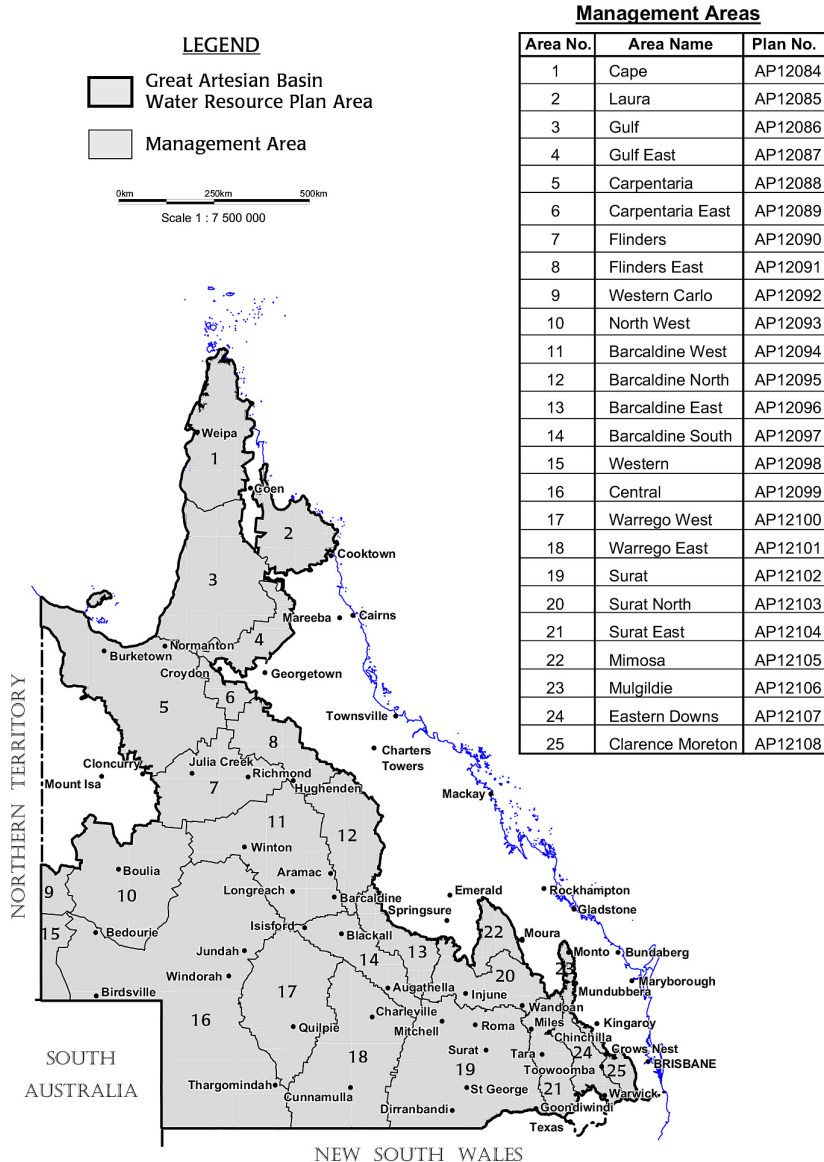 Management Areas
LEGEND
Great Artesian Basin
Water Resource Plan Area
Management Area
0km 250km 500km
Scale 1 : 7 500 000
Area No. Area Name Plan No.
1 Cape AP12084
2 Laura AP12085
3 Gulf AP12086
4 Gulf East AP12087
5 Carpentaria AP12088
6 Carpentaria East AP12089
7 Flinders AP12090
8 Flinders East AP12091
9 Western Carlo AP12092
10 North West AP12093
11 Barcaldine West AP12094
12 Barcaldine North AP12095
13 Barcaldine East AP12096
14 Barcaldine South AP12097
15 Western AP12098
16 Central AP12099
17 Warrego West AP12100
18 Warrego East AP12101
19 Surat AP12102
20 Surat North AP12103
21 Surat East AP12104
22 Mimosa AP12105
23 Mulgildie AP12106
24 Eastern Downs AP12107
25 Clarence Moreton AP12108
Weipa
1
Coen
2
Cooktown
3
Mareeba
Cairns
4
Normanton
Burketown
Croydon
Georgetown
6
5
Townsville
8
Charters
Towers
Cloncurry
Julia Creek
Richmond
Mount Isa
7
Hughenden
Mackay
11
12
Winton
Boulia
Aramac
9
10
Longreach
Barcaldine
Emerald
Rockhampton
Springsure
Gladstone
15
Bedourie
Isisford
Blackall
22
Moura
Jundah
14
13
Monto
Bundaberg
23
Windorah
20
Birdsville
17
Augathella
Injune
Mundubbera
Maryborough
16
Charleville
Wandoan
Quilpie
Mitchell
Roma
Miles
Kingaroy
Chinchilla
18
Surat
Tara
24
Crows Nest
BRISBANE
19
Toowoomba
25
Thargomindah
Cunnamulla
St George
21
Warwick
Dirranbandi
Goondiwindi
Texas
NORTHERN TERRITORY
SOUTH
AUSTRALIA
NEW SOUTH WALES